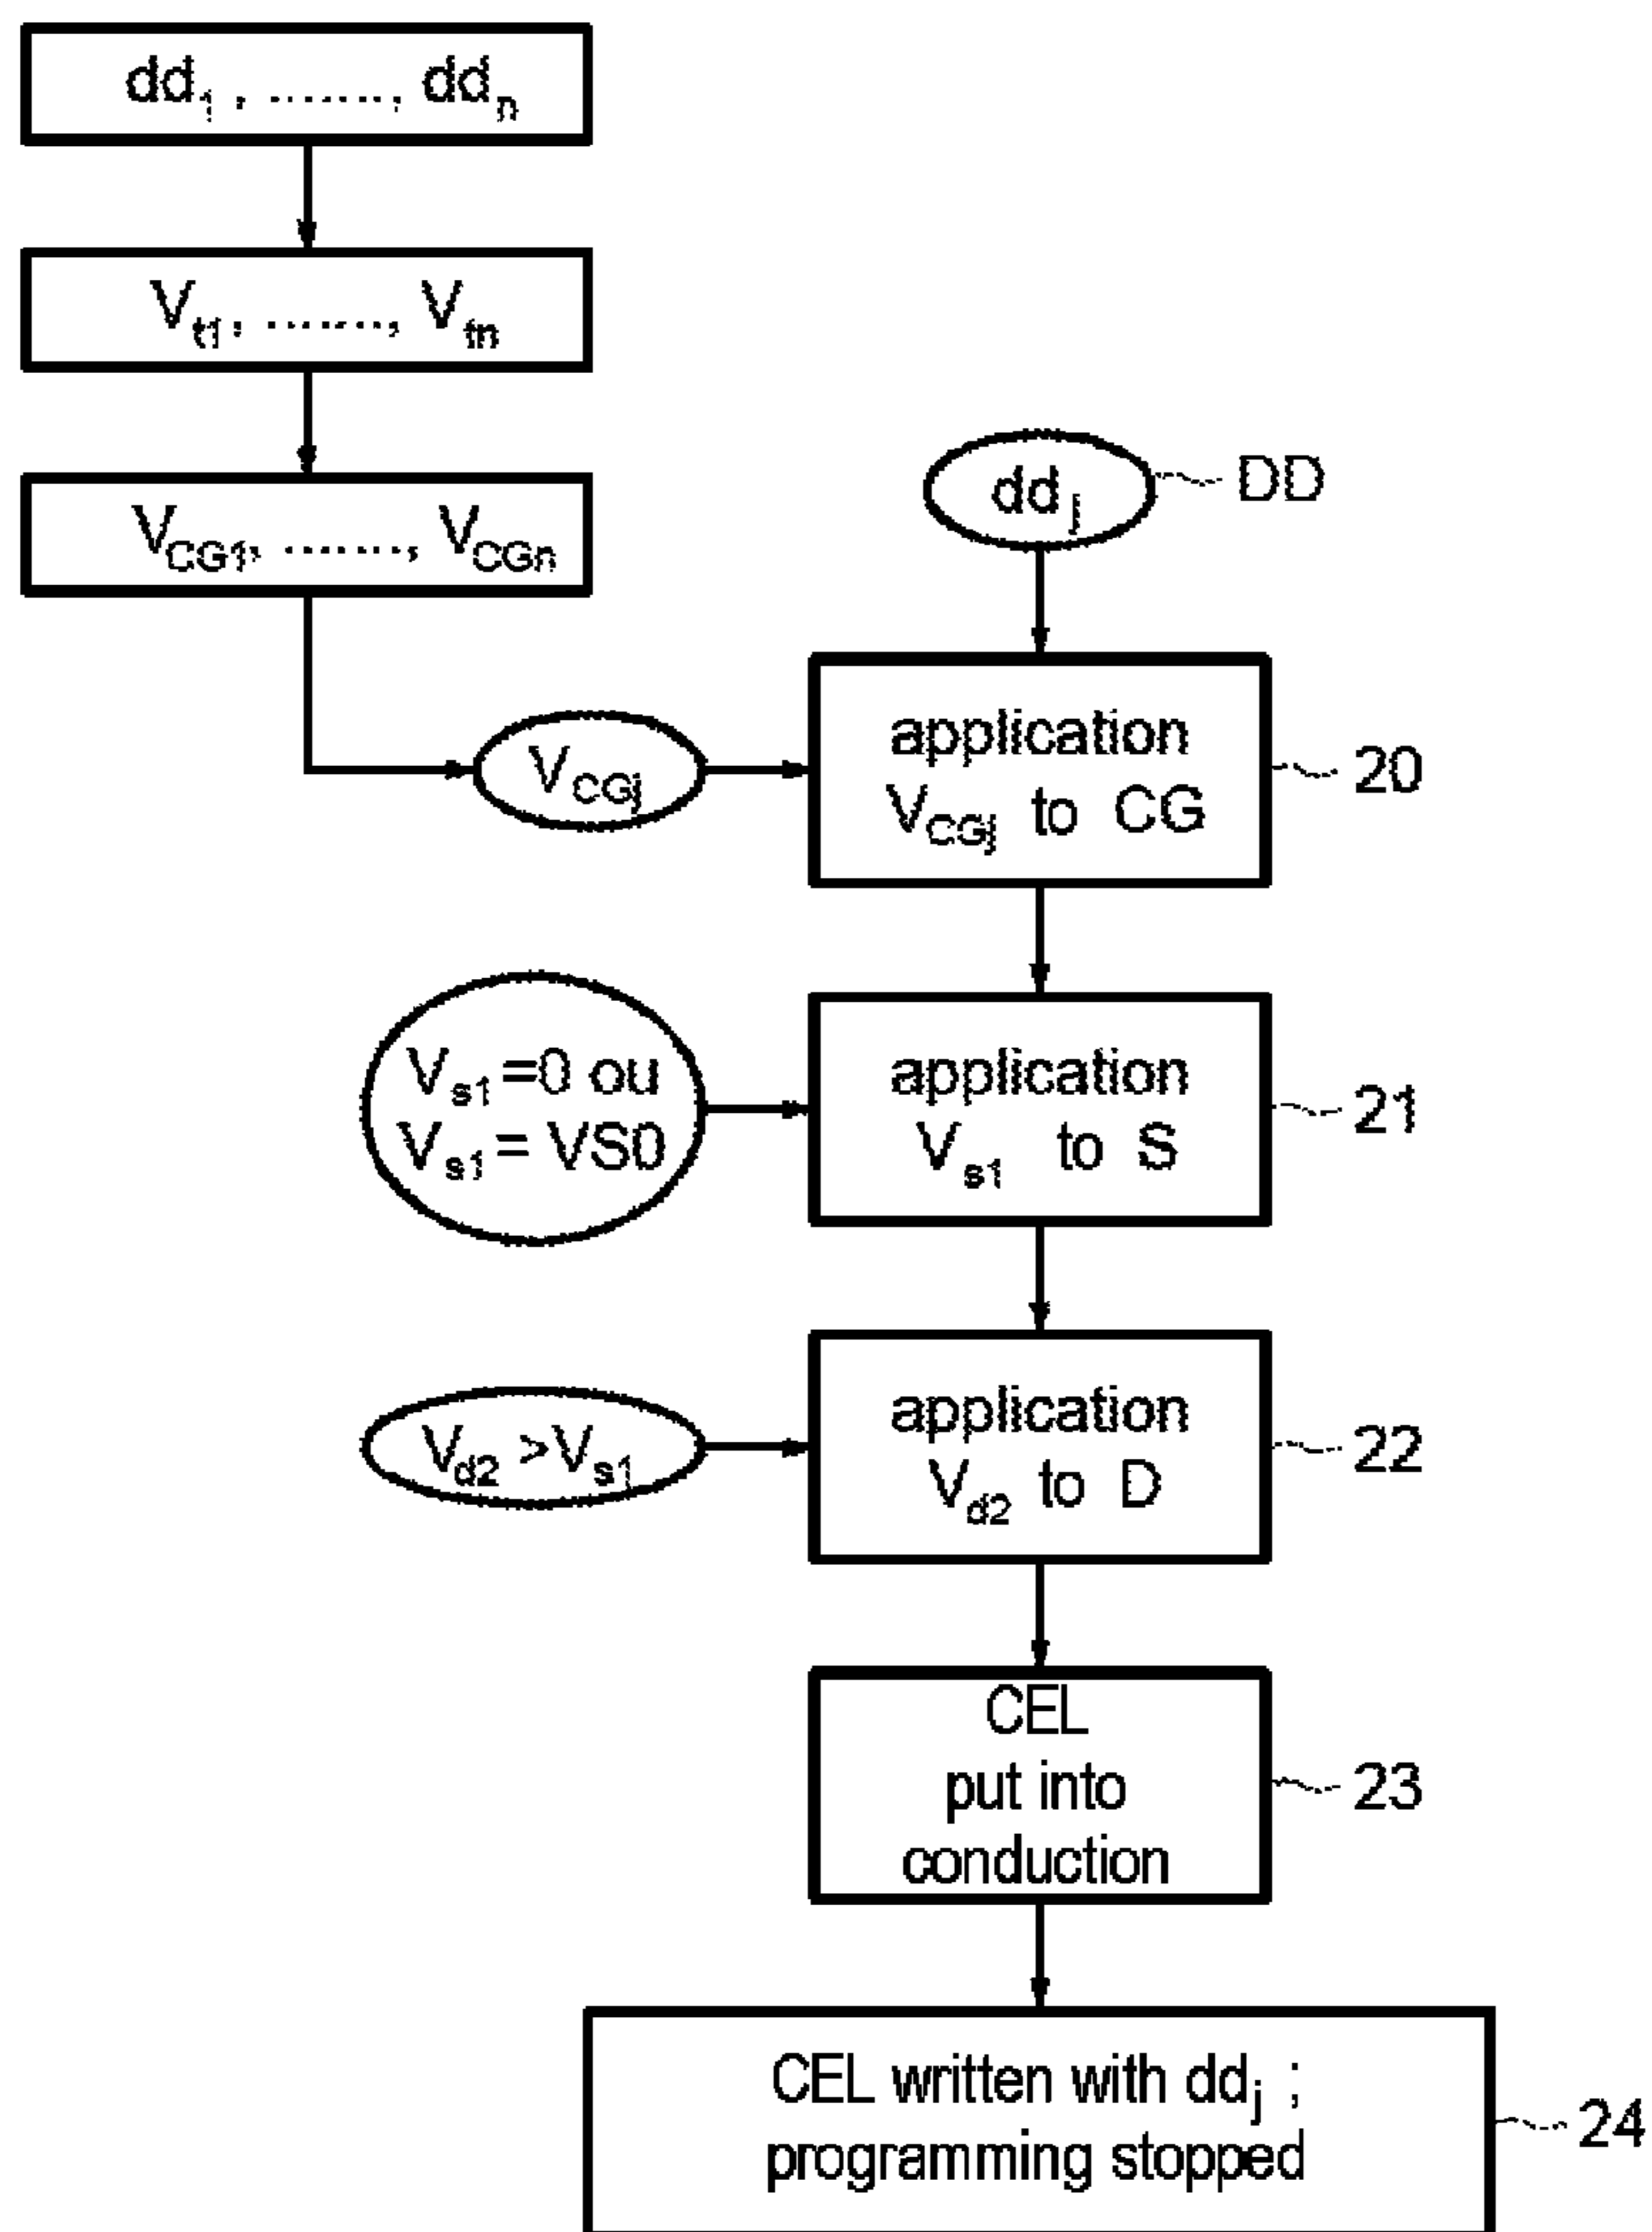 dd1, ......., ddn
Vt1, ......., Vtn
VCG1, ........, VCGn
ddj
DD
VCGj
application
VCGj to CG
20
Vs1 =0 ou
Vs1 = VS0
application
Vs1 to S
21
Vd2 >Vs1
application
Vd2 to D
22
CEL
put into
conduction
23
CEL written with ddj ;
programming stopped
24